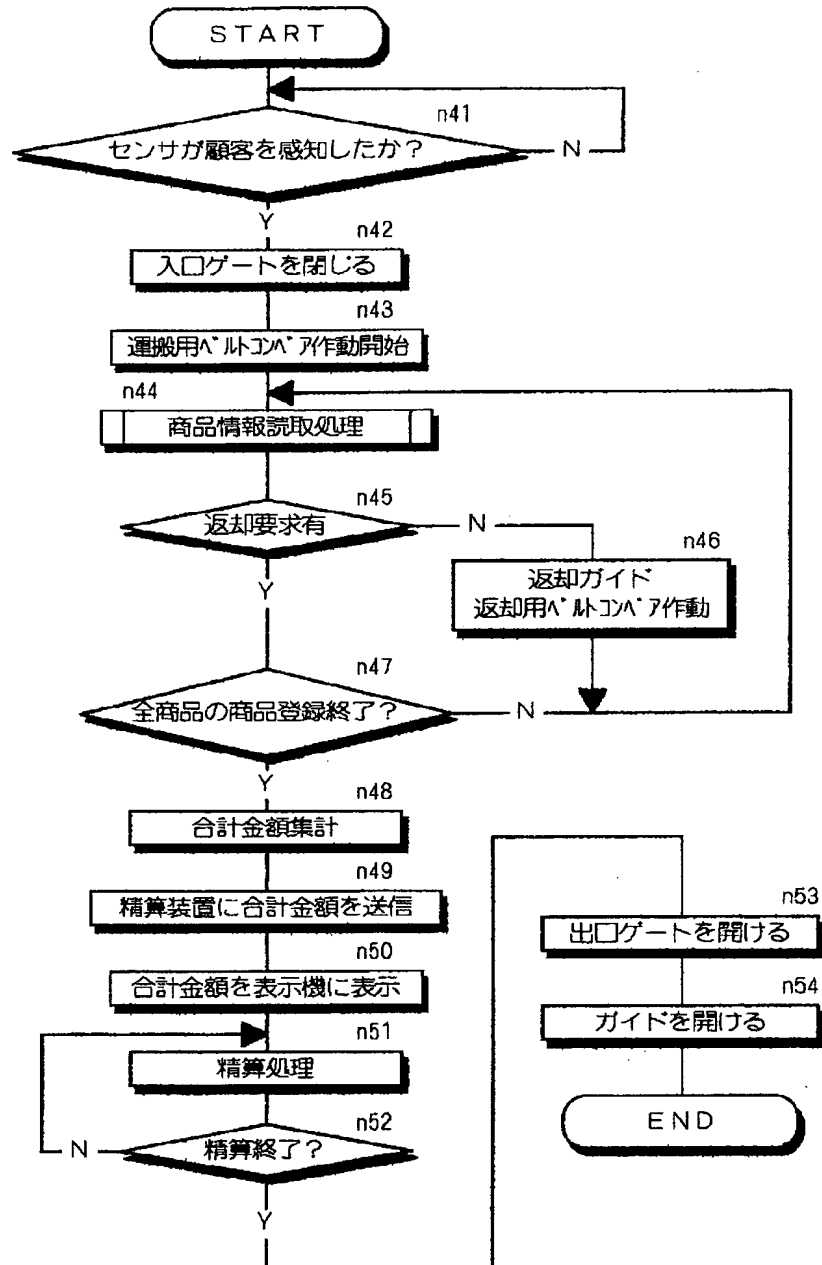 START
n41
センサが顧客を感知したか？
N
Y
n42
入口ゲートを閉じる
n43
運搬用ベルトコンベア作動開始
n44
商品情報読取処理
n45
返却要求有
N
Y
n46
返却ガイド
返却用ベルトコンベア作動
n47
全商品の商品登録終了？
N
Y
n48
合計金額集計
n49
精算装置に合計金額を送信
n50
合計金額を表示機に表示
n51
精算処理
n52
精算終了？
N
Y
n53
出口ゲートを開ける
n54
ガイドを開ける
END